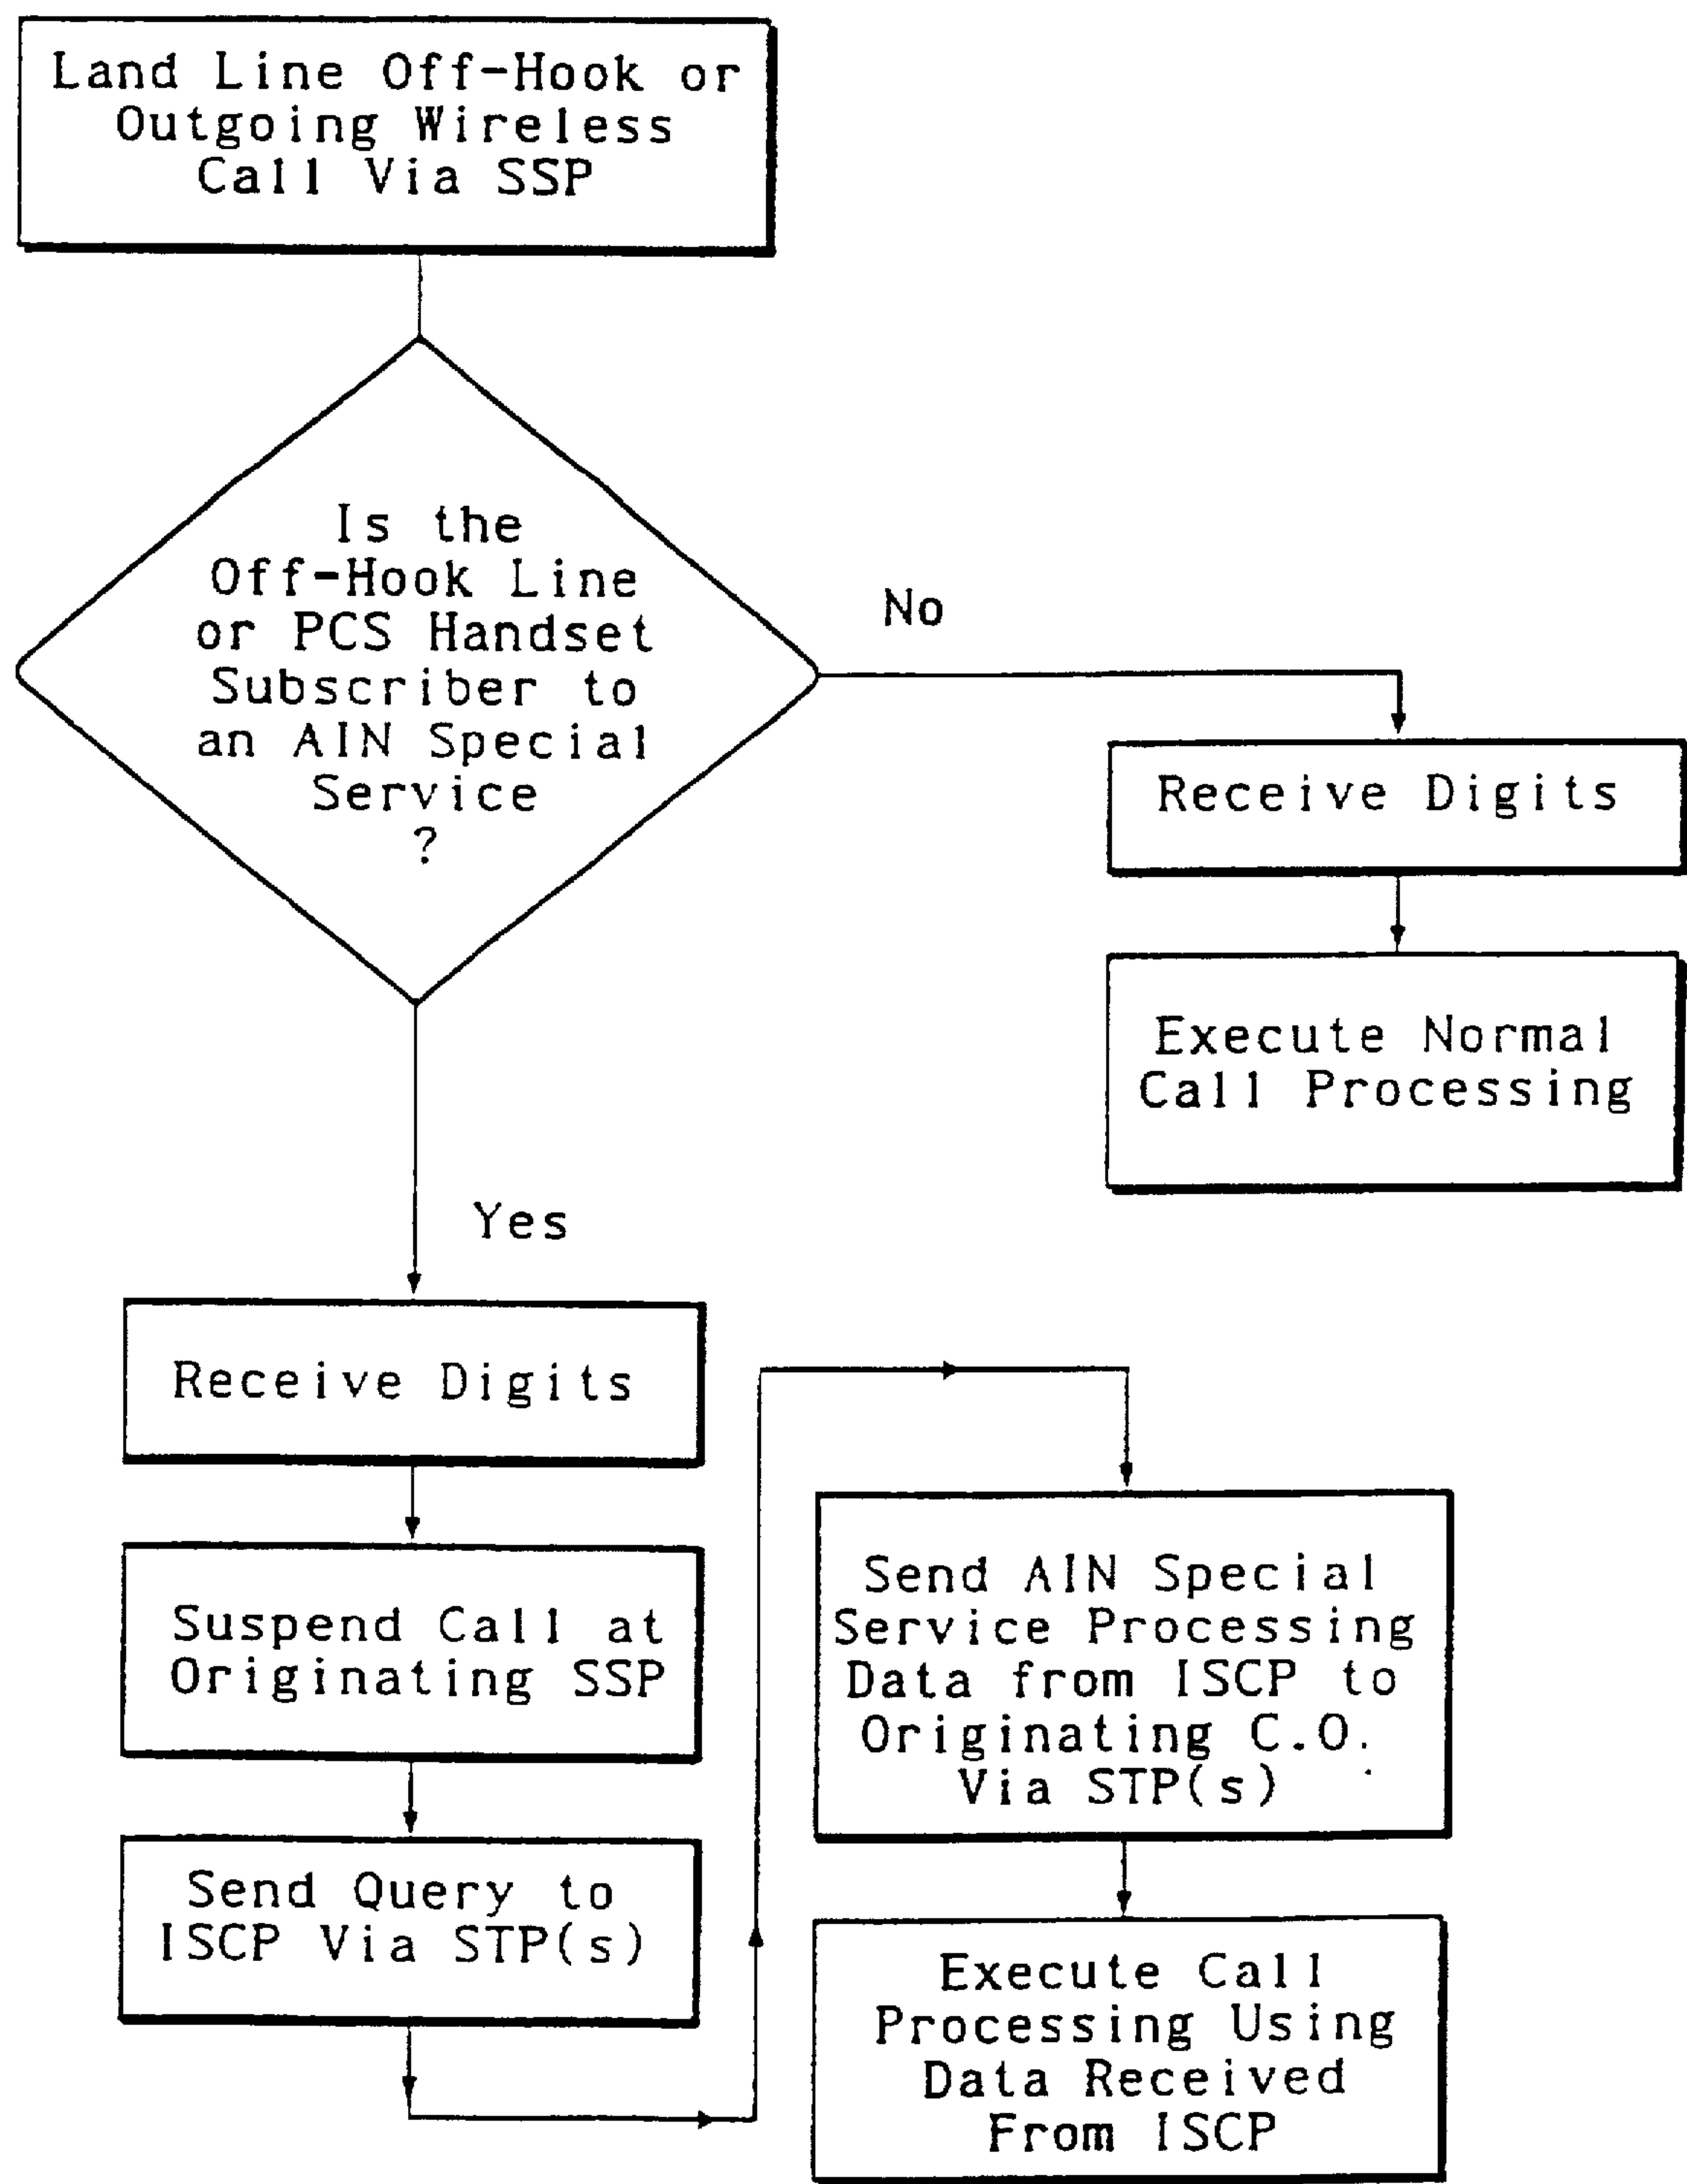 Land Line Off-Hook or
Outgoing Wireless
Call Via SSP
Is the
Off-Hook Line
or PCS Handset
Subscriber to
an AIN Special
Service
?
No
Receive Digits
Execute Normal
Call Processing
Yes
Receive Digits
Suspend Call at
Originating SSP
Send Query to
ISCP Via STP(s)
Send AIN Special
Service Processing
Data from ISCP to
Originating C.O.
Via STP(s)
Execute Call
Processing Using
Data Received
From ISCP